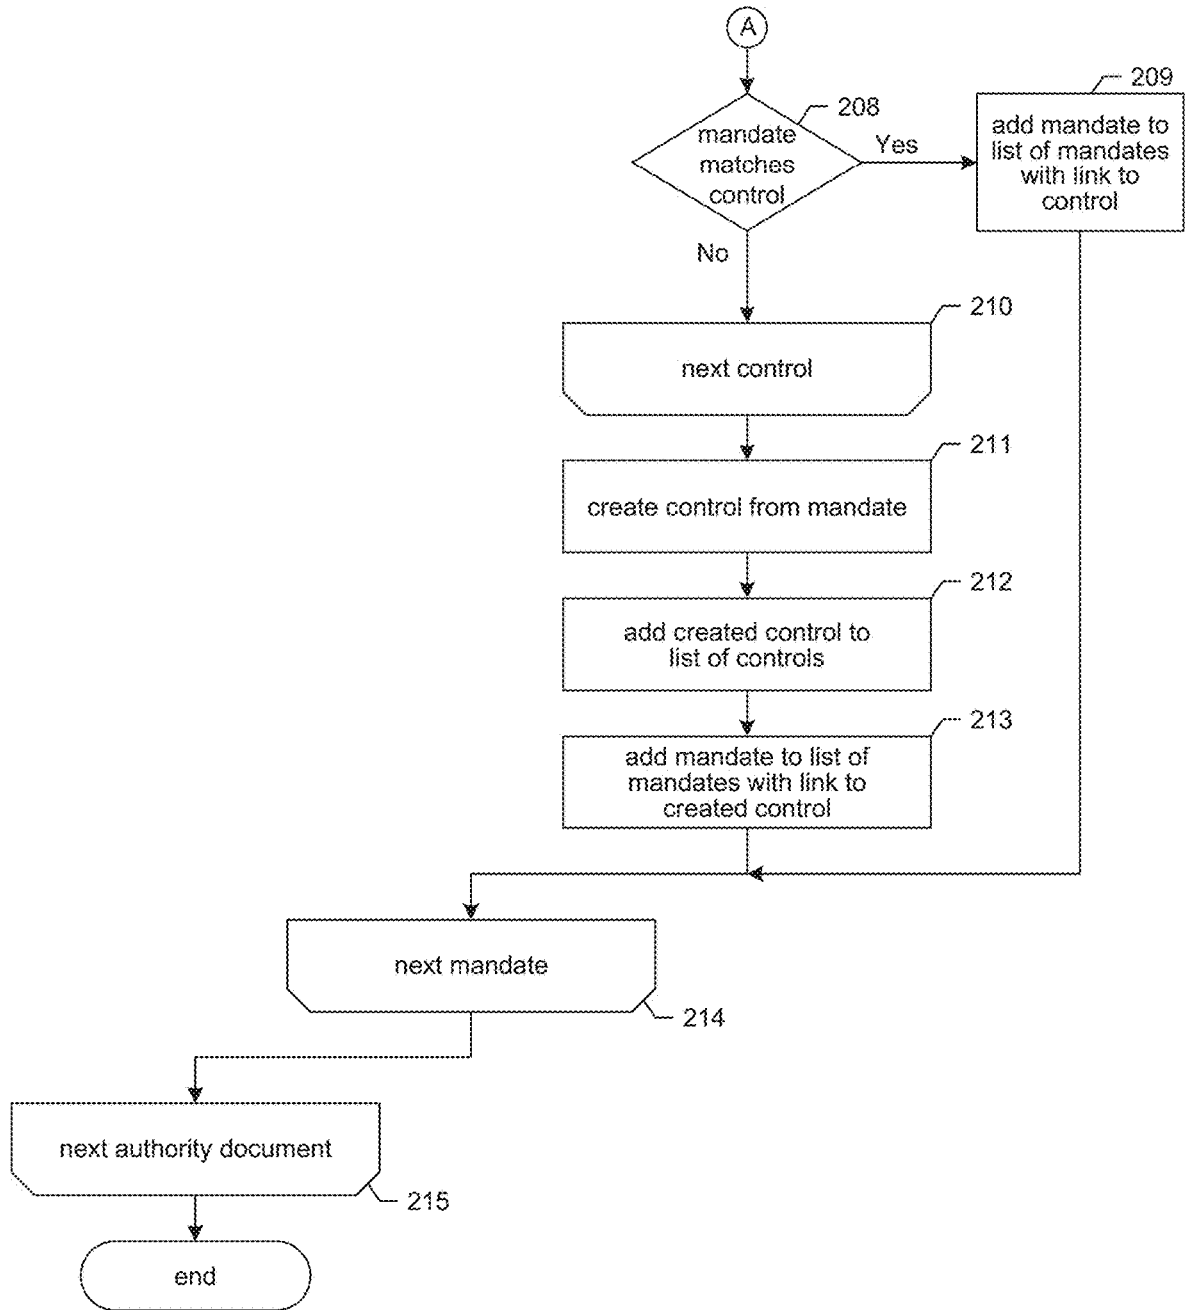 A
208
209
mandate
matches
control
Yes
add mandate to
list of mandates
with link to
control
No
210
next control
211
create control from mandate
212
add created control to
list of controls
213
add mandate to list of
mandates with link to
created control
next mandate
214
next authority document
215
end